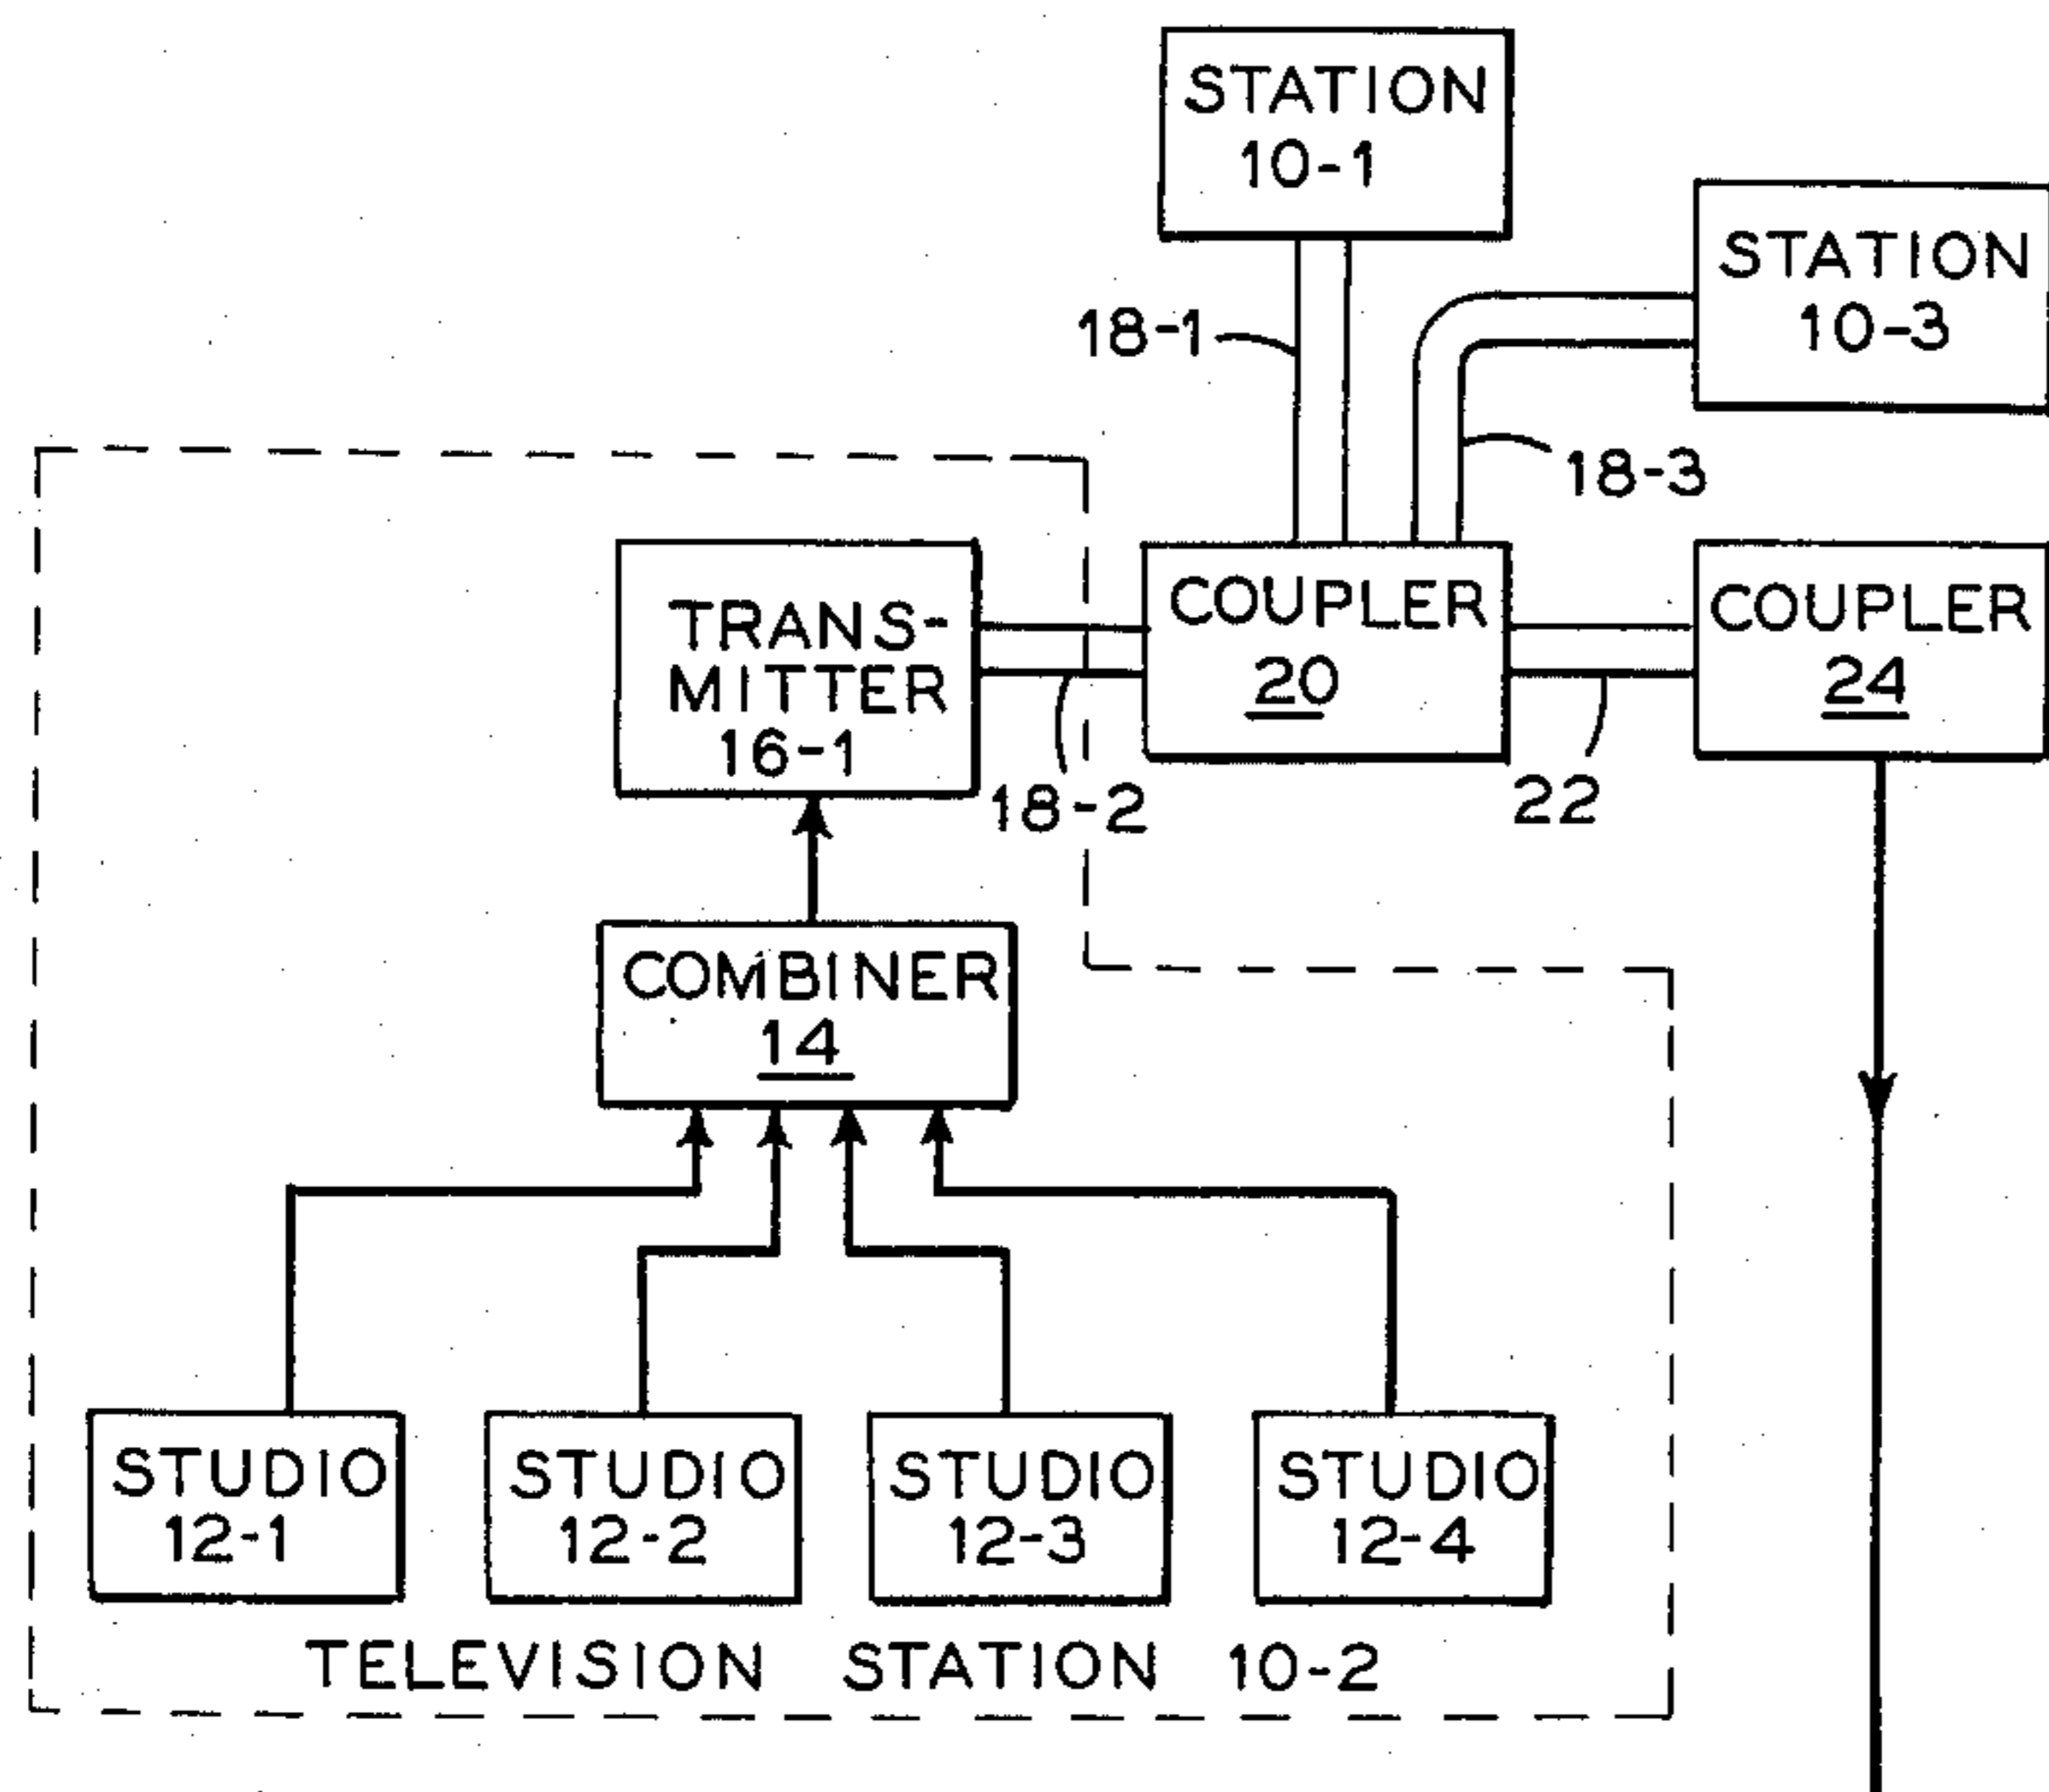 STATION
10-1
STATION
10-3
18-1
18-3
TRANS-
MITTER
16-1
COUPLER
20
COUPLER
24
18-2
22
COMBINER
14
STUDIO
12-1
STUDIO
12-2
STUDIO
12-3
STUDIO
12-4
TELEVISION STATION 10-2